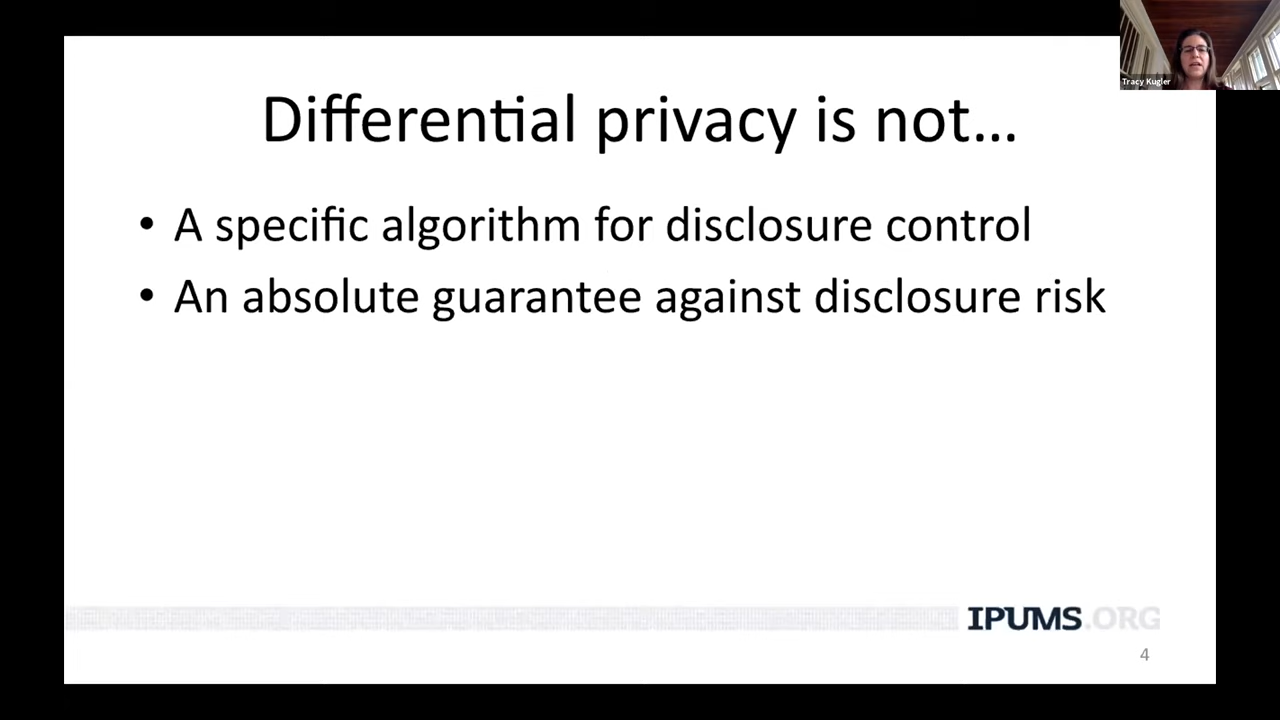 Tracy Kugler
Differential privacy is not...
• A specific algorithm for disclosure control
• An absolute guarantee against disclosure risk
IPUMS.ORG
4